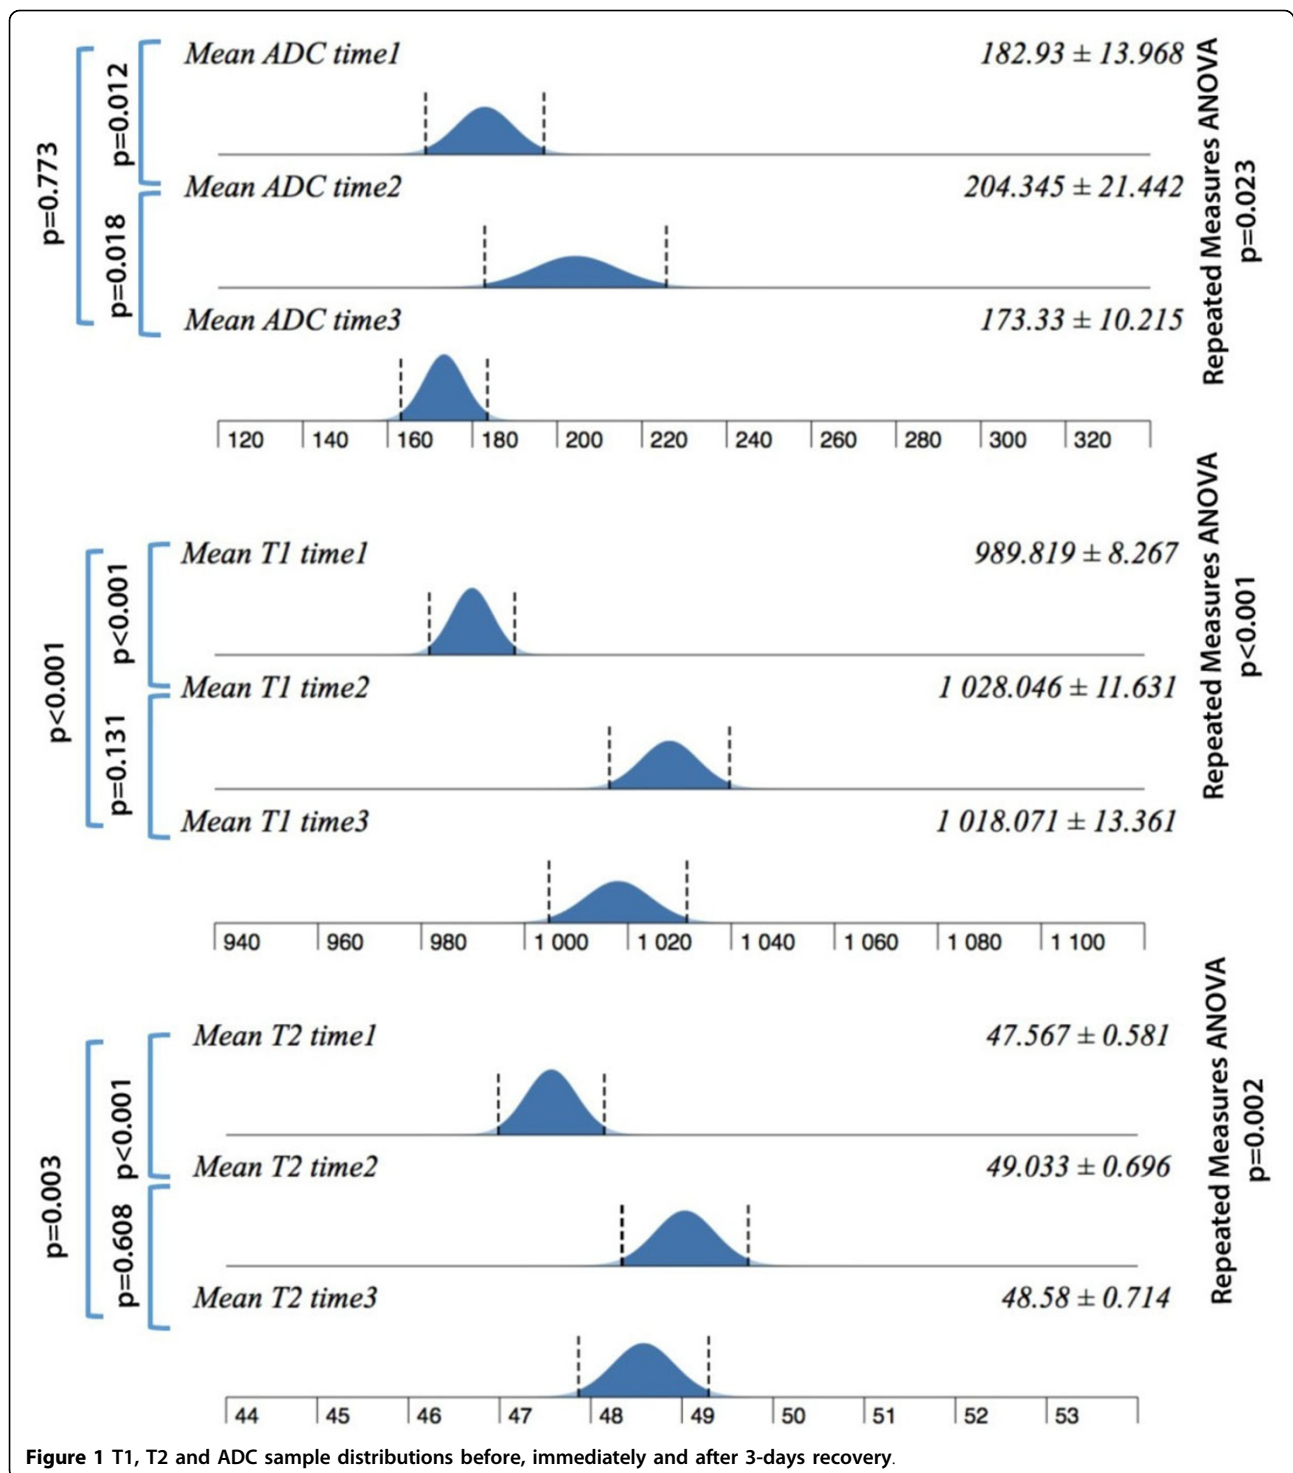 Mean ADC time1 182.93 ± 13.968
Mean ADC time2 204.345 ± 21.442
Mean ADC time3 173.33 ± 10.215
p=0.773
p=0.012
p=0.018
Repeated Measures ANOVA
p=0.023
120 140 160 180 200 220 240 260 280 300 320
Mean T1 time1 989.819 ± 8.267
Mean T1 time2 1 028.046 ± 11.631
Mean T1 time3 1 018.071 ± 13.361
p<0.001
p<0.001
p=0.131
Repeated Measures ANOVA
p<0.001
940 960 980 1 000 1 020 1 040 1 060 1 080 1 100
Mean T2 time1 47.567 ± 0.581
Mean T2 time2 49.033 ± 0.696
Mean T2 time3 48.58 ± 0.714
p=0.003
p<0.001
p=0.608
Repeated Measures ANOVA
p=0.002
44 45 46 47 48 49 50 51 52 53
Figure 1 T1, T2 and ADC sample distributions before, immediately and after 3-days recovery.